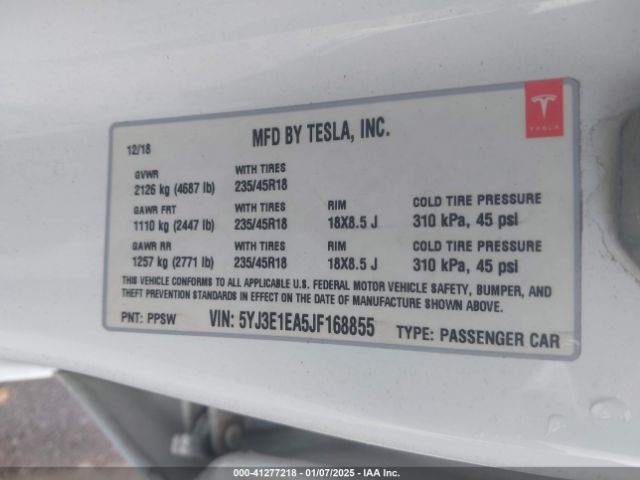 TESLA
MFD BY TESLA, INC.
12/18
GVWR WITH TIRES
2126 kg (4687 lb) 235/45R18
GAWR FRT WITH TIRES RIM COLD TIRE PRESSURE
1110 kg (2447 lb) 235/45R18 18X8.5 J 310 kPa, 45 psi
GAWR RR WITH TIRES RIM COLD TIRE PRESSURE
1257 kg (2771 lb) 235/45R18 18X8.5 J 310 kPa, 45 psi
THIS VEHICLE CONFORMS TO ALL APPLICABLE U.S. FEDERAL MOTOR VEHICLE SAFETY, BUMPER, AND
THEFT PREVENTION STANDARDS IN EFFECT ON THE DATE OF MANUFACTURE SHOWN ABOVE.
PNT: PPSW VIN: 5YJ3E1EA5JF168855 TYPE: PASSENGER CAR
000-41277218 - 01/07/2025 - IAA Inc.